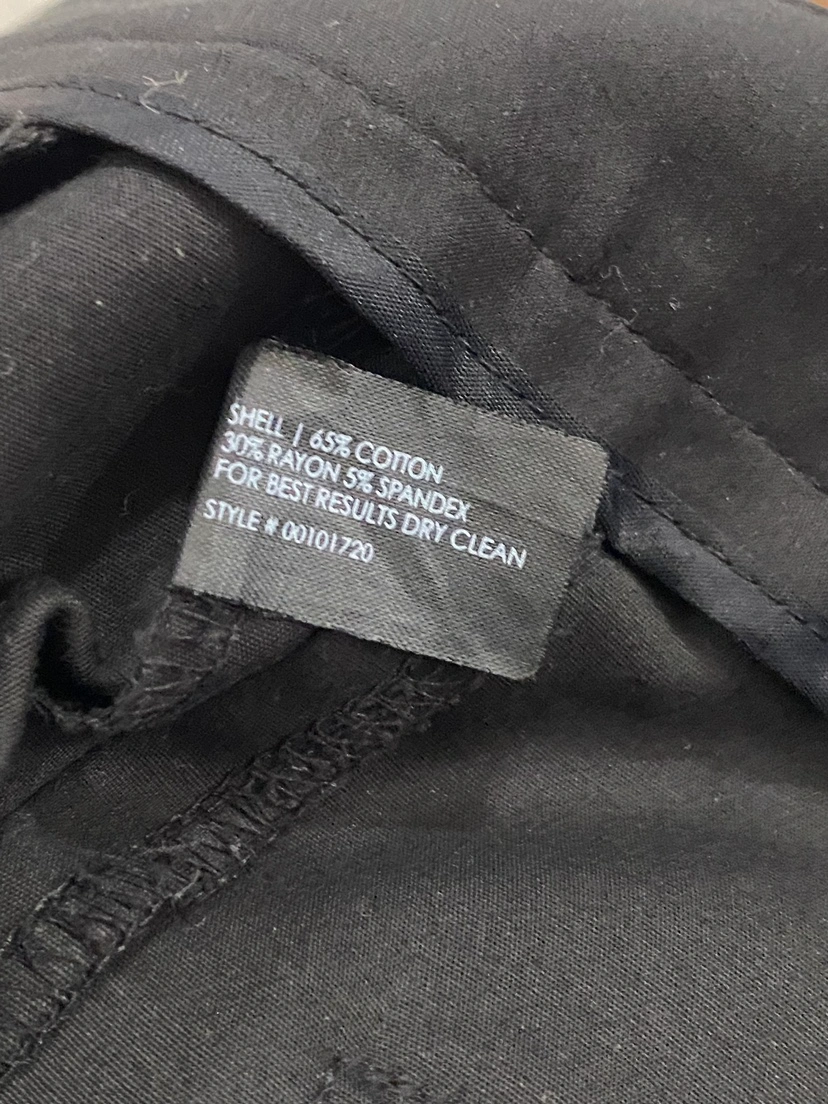 SHELL | 65% COTTON
30% RAYON 5% SPANDEX
FOR BEST RESULTS DRY CLEAN
STYLE # 00101720